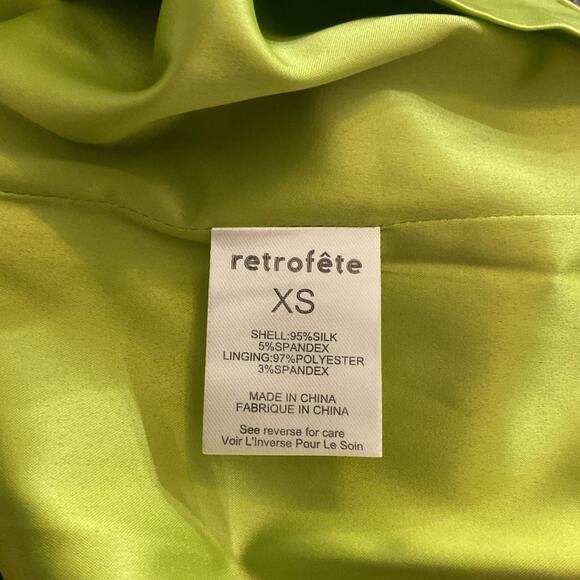 retrofête
XS
SHELL:95%SILK
5%SPANDEX
LINGING:97%POLYESTER
3%SPANDEX
MADE IN CHINA
FABRIQUE IN CHINA
See reverse for care
Voir L'Inverse Pour Le Soin